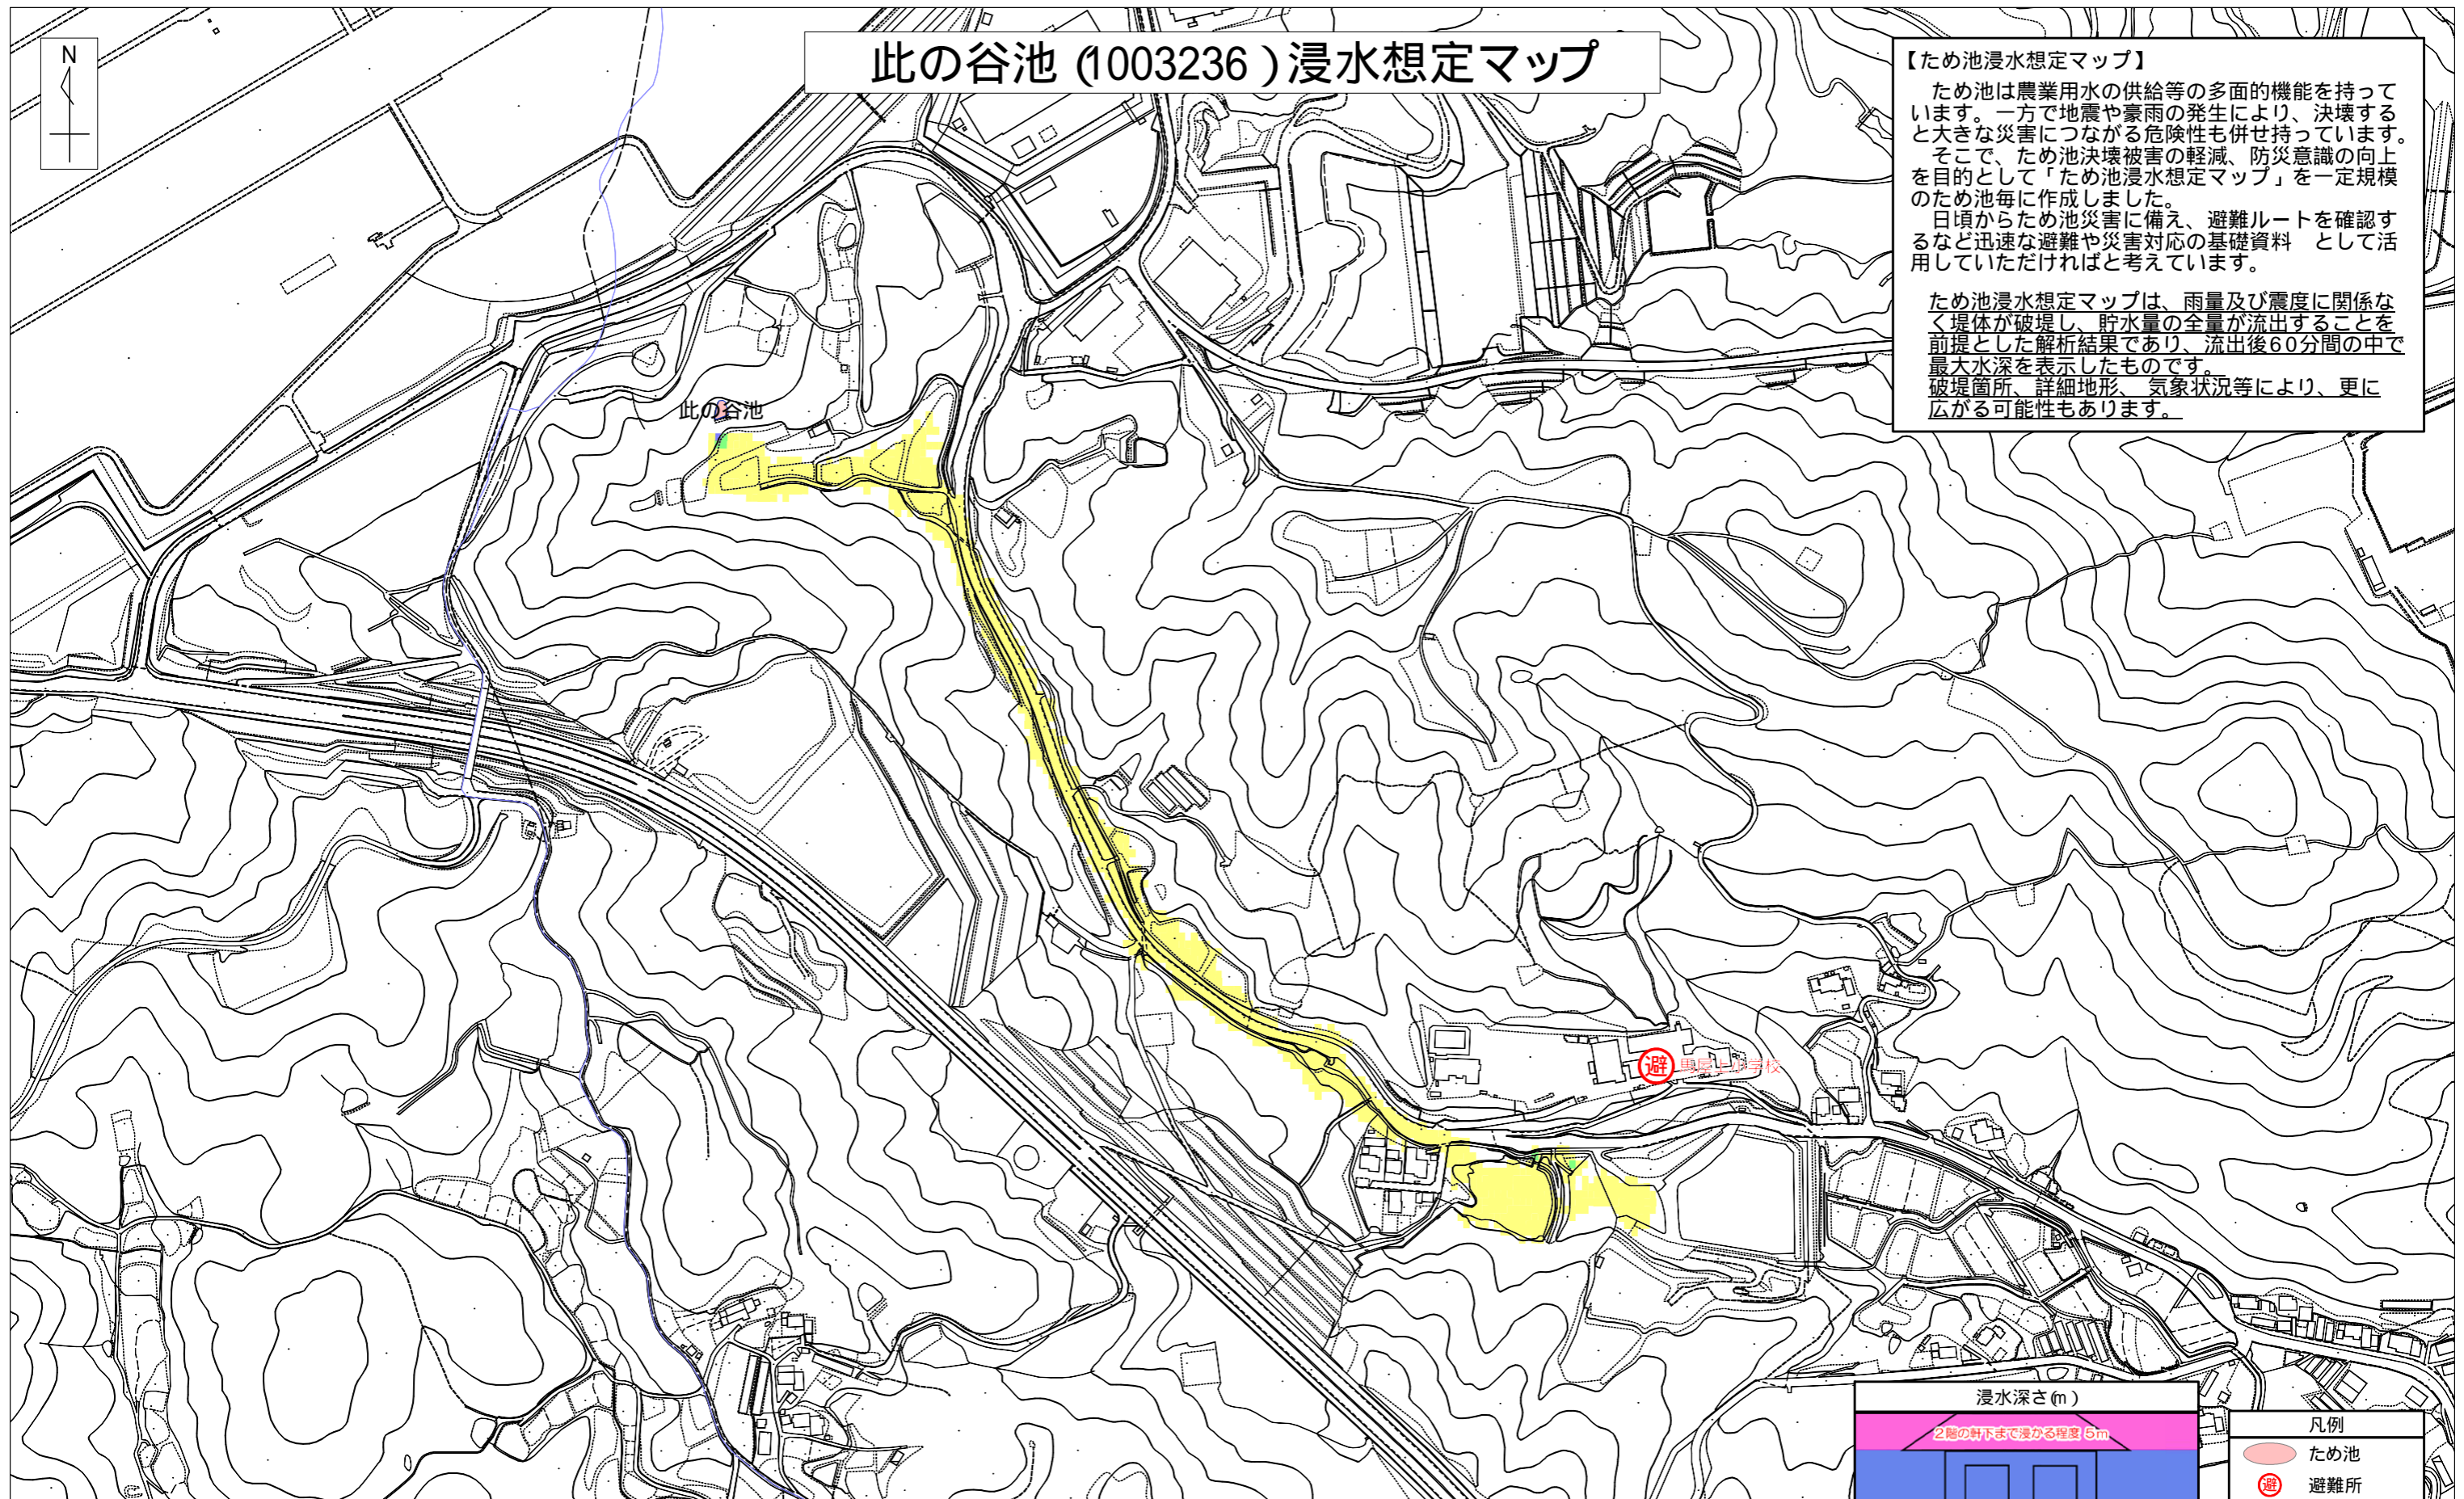 N
此の谷池 (1003236 ) 浸水想定マップ
【ため池浸水想定マップ】
ため池は農業用水の供給等の多面的機能を持って
います。一方で地震や豪雨の発生により、決壊する
と大きな災害につながる危険性も併せ持っています。
そこで、ため池決壊被害の軽減、防災意識の向上
を目的として「ため池浸水想定マップ」を一定規模
のため池毎に作成しました。
日頃からため池災害に備え、避難ルートを確認す
るなど迅速な避難や災害対応の基礎資料　として活
用していただければと考えています。
ため池浸水想定マップは、雨量及び震度に関係な
く堤体が破堤し、貯水量の全量が流出することを
前提とした解析結果であり、流出後60分間の中で
最大水深を表示したものです。
破堤箇所、詳細地形、 気象状況等により、更に
広がる可能性もあります。
此の谷池
避 馬屋上小学校
浸水深さ(m)
2階の軒下まで浸かる程度 5m
凡例
ため池
避 避難所